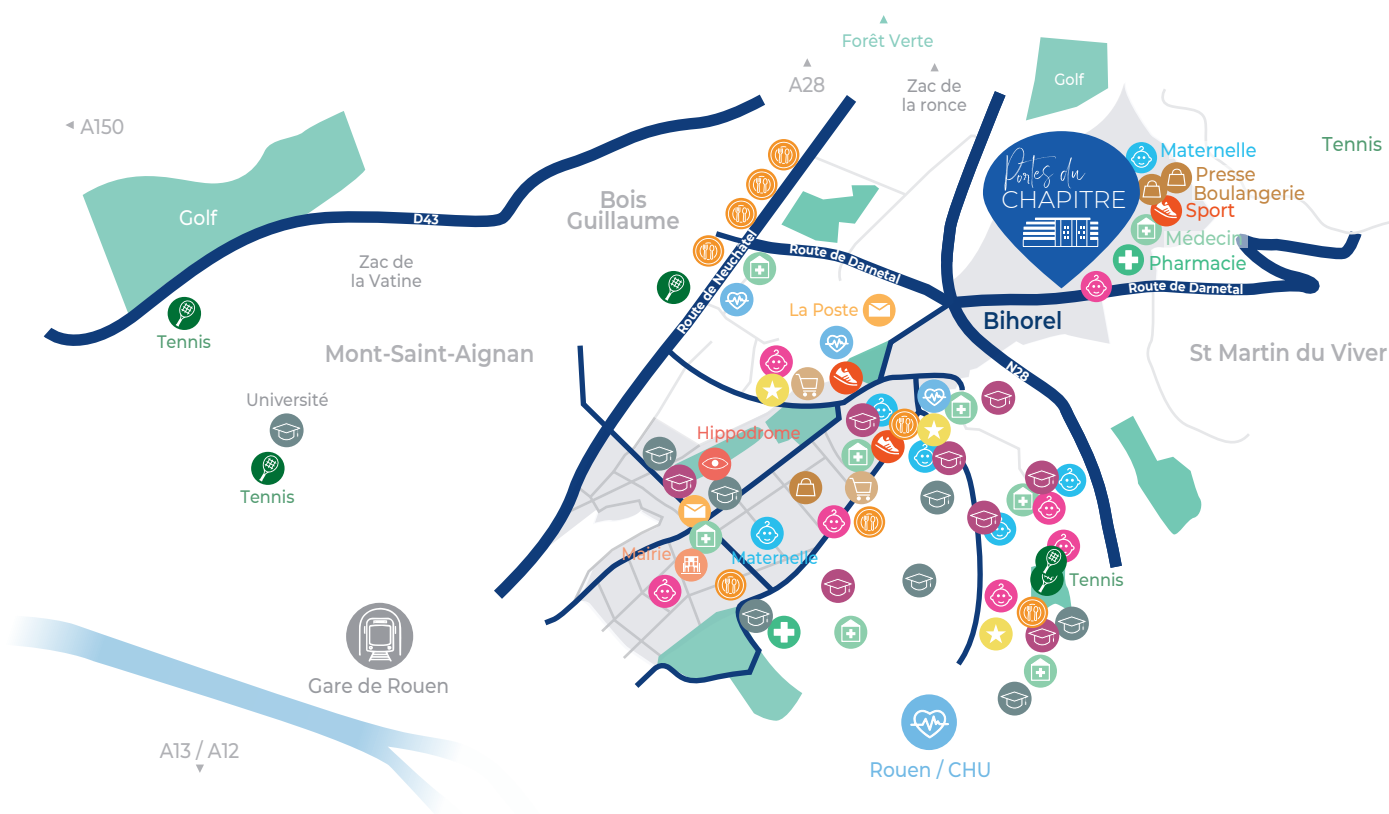 Forêt Verte
A28
Zac de
la ronce
Golf
A150
Tennis
Portes du
CHAPITRE
Maternelle
Presse
Boulangerie
Sport
Médecin
Pharmacie
Golf
D43
Bois
Guillaume
Zac de
la Vatine
Route de Neuchatel
Route de Darnetal
Route de Darnetal
La Poste
Bihorel
Tennis
Mont-Saint-Aignan
St Martin du Viver
N28
Université
Hippodrome
Tennis
Mairie
Maternelle
Tennis
Gare de Rouen
A13 / A12
Rouen / CHU